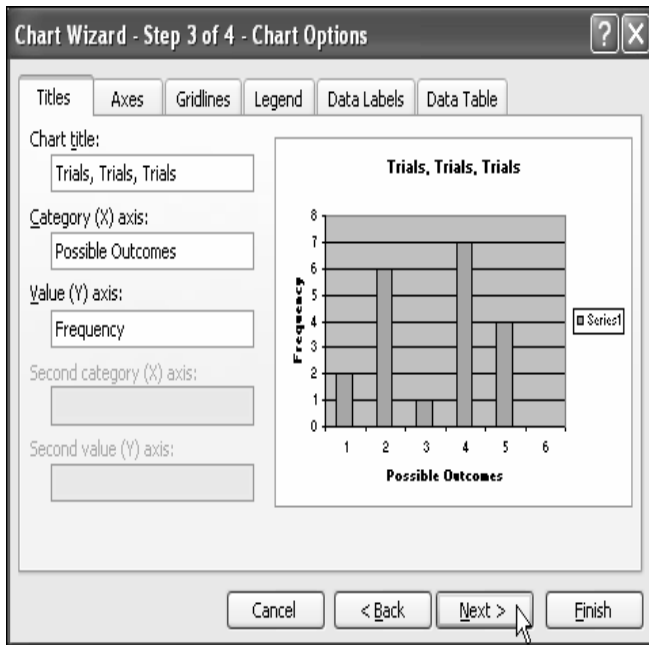 Chart Wizard - Step 3 of 4 - Chart Options
?
X
Titles
Axes
Gridlines
Legend
Data Labels
Data Table
Chart title:
Trials, Trials, Trials
Category (X) axis:
Possible Outcomes
Value (Y) axis:
Frequency
Second category (X) axis:
Second value (Y) axis:
Trials, Trials, Trials
8
7
6
5
4
3
2
1
0
Frequency
1 2 3 4 5 6
Possible Outcomes
Series1
Cancel
< Back
Next >
Finish